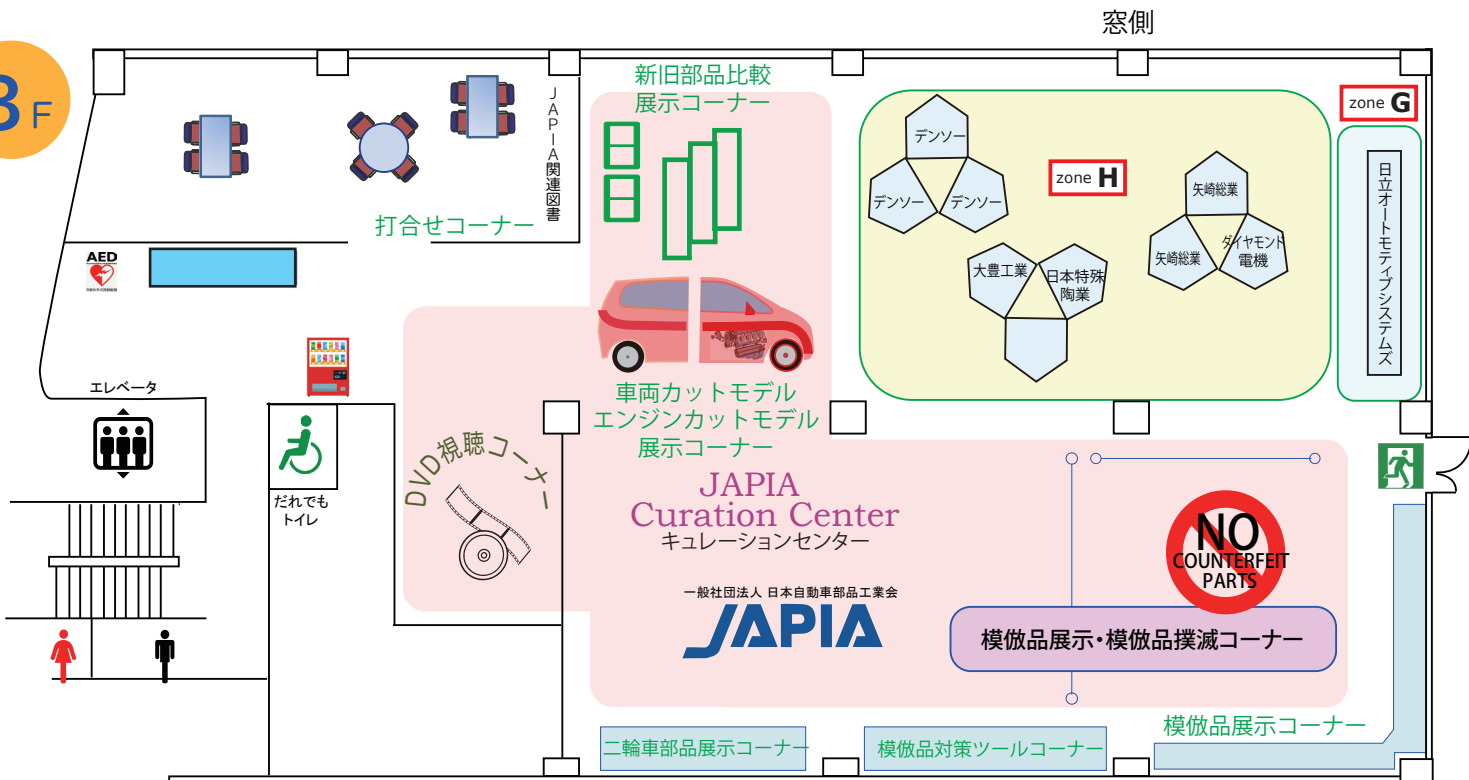 窓側
3F
新旧部品比較
展示コーナー
JAPIA関連図書
打合せコーナー
zone G
zone H
デンソー
デンソー
デンソー
矢崎総業
矢崎総業
ダイヤモンド
電機
大豊工業
日本特殊
陶業
日立オートモティブシステムズ
AED
エレベータ
だれでも
トイレ
車両カットモデル
エンジンカットモデル
展示コーナー
DVD視聴コーナー
JAPIA
Curation Center
キュレーションセンター
一般社団法人 日本自動車部品工業会
JAPIA
NO
COUNTERFEIT
PARTS
模倣品展示・模倣品撲滅コーナー
二輪車部品展示コーナー
模倣品対策ツールコーナー
模倣品展示コーナー